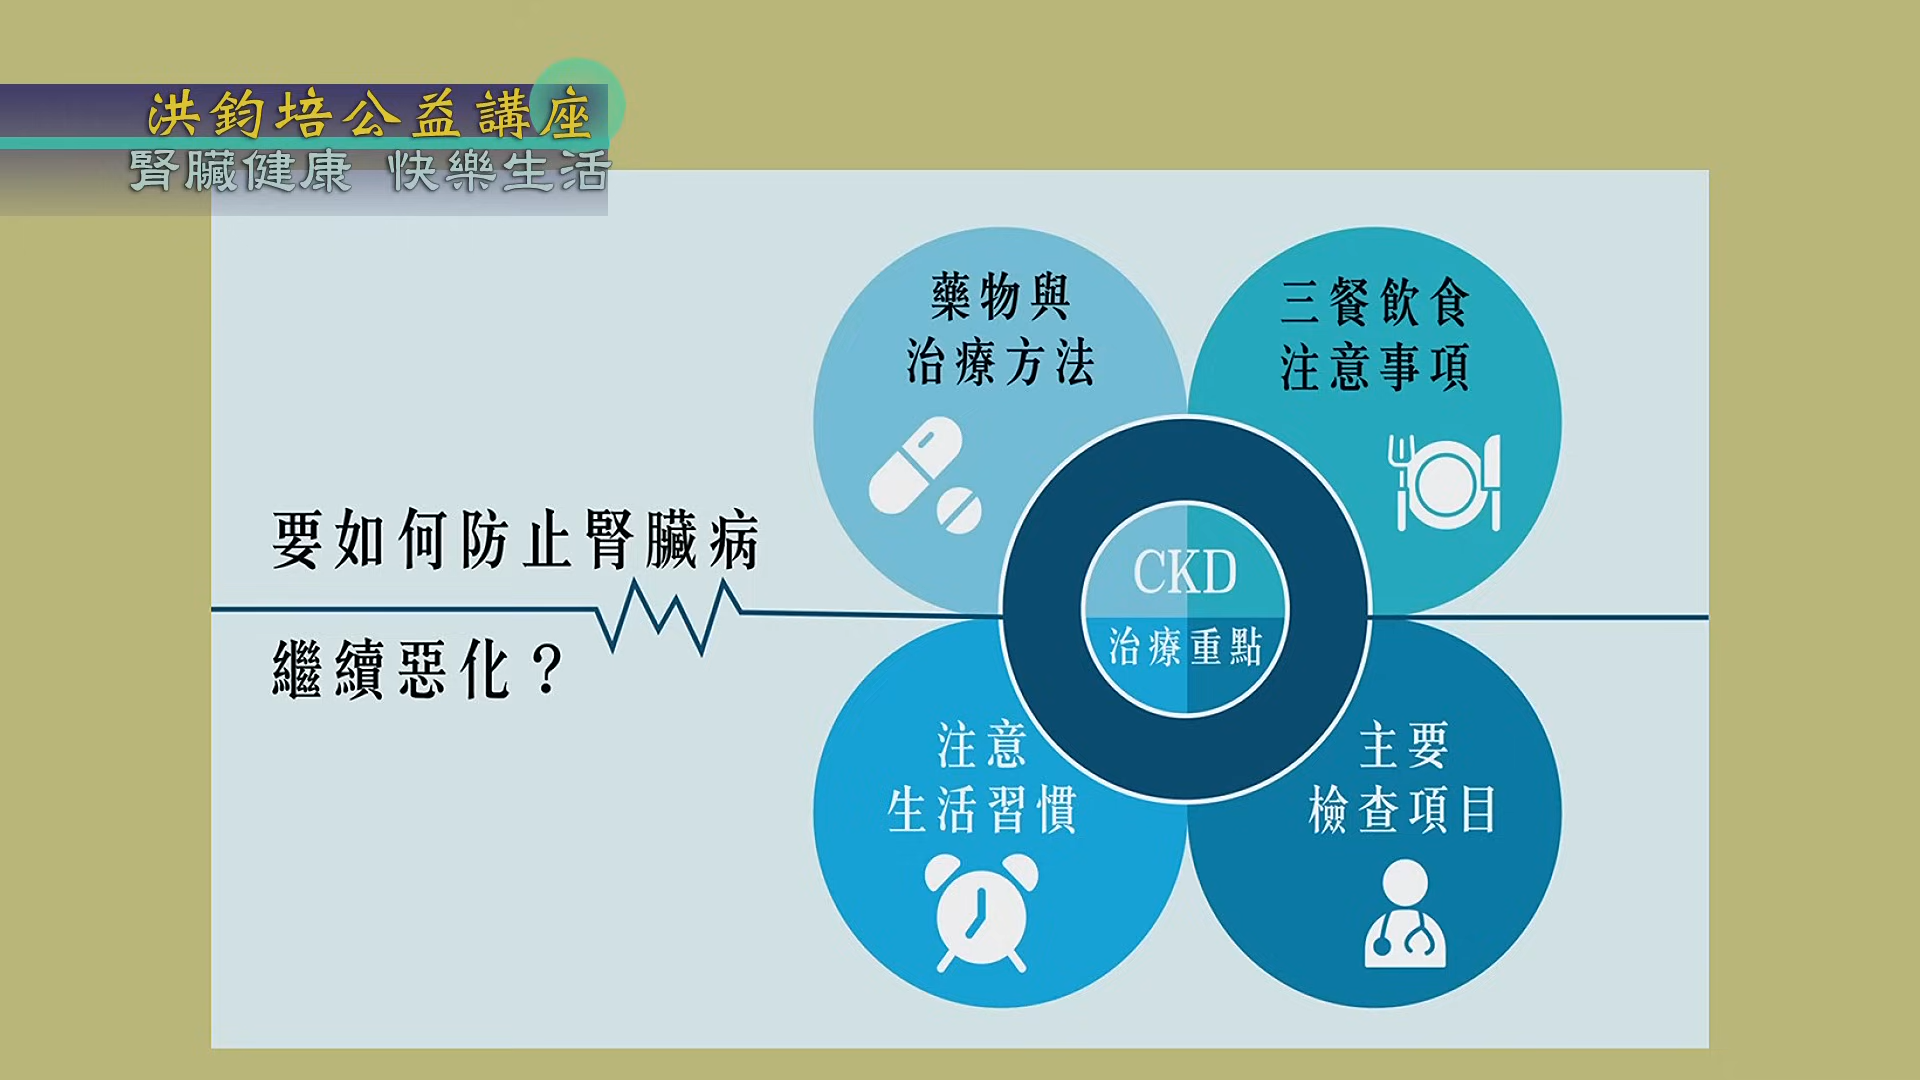 洪鈞培公益講座
腎臟健康 快樂生活
要如何防止腎臟病
繼續惡化？
藥物與
治療方法
三餐飲食
注意事項
CKD
治療重點
注意
生活習慣
主要
檢查項目